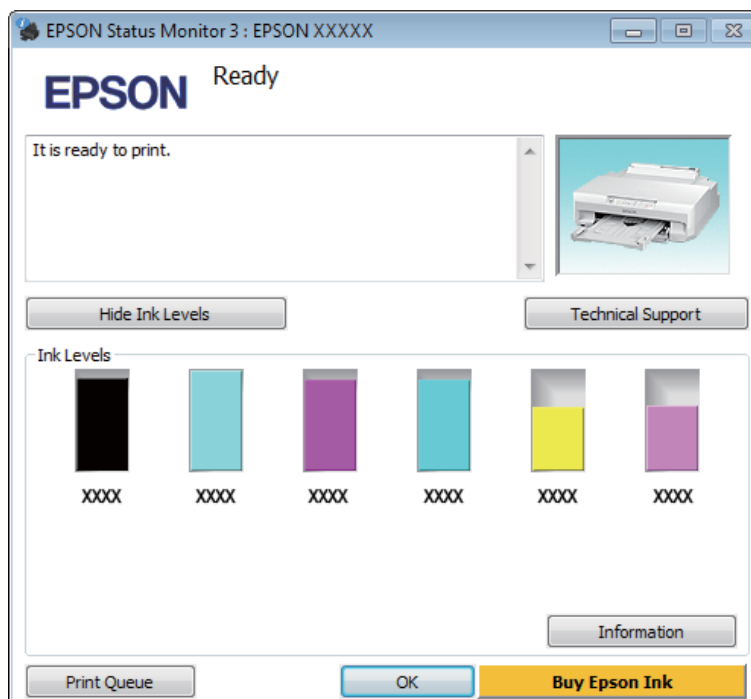 EPSON Status Monitor 3 : EPSON XXXXX
EPSON
Ready
It is ready to print.
Hide Ink Levels
Technical Support
Ink Levels
XXXX XXXX XXXX XXXX XXXX XXXX
Information
Print Queue
OK
Buy Epson Ink